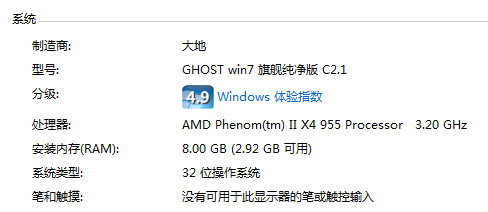 系统
制造商: 大地
型号: GHOST win7 旗舰纯净版 C2.1
分级: 4.9 Windows 体验指数
处理器: AMD Phenom(tm) II X4 955 Processor 3.20 GHz
安装内存(RAM): 8.00 GB (2.92 GB 可用)
系统类型: 32 位操作系统
笔和触摸: 没有可用于此显示器的笔或触控输入